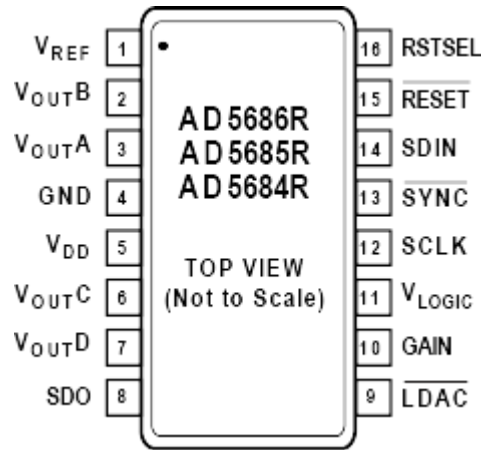 VREF 1 16 RSTSEL
VOUTB 2 15 RESET
VOUTA 3 14 SDIN
GND 4 13 SYNC
VDD 5 12 SCLK
VOUTC 6 11 VLOGIC
VOUTD 7 10 GAIN
SDO 8 9 LDAC
AD5686R
AD5685R
AD5684R
TOP VIEW
(Not to Scale)